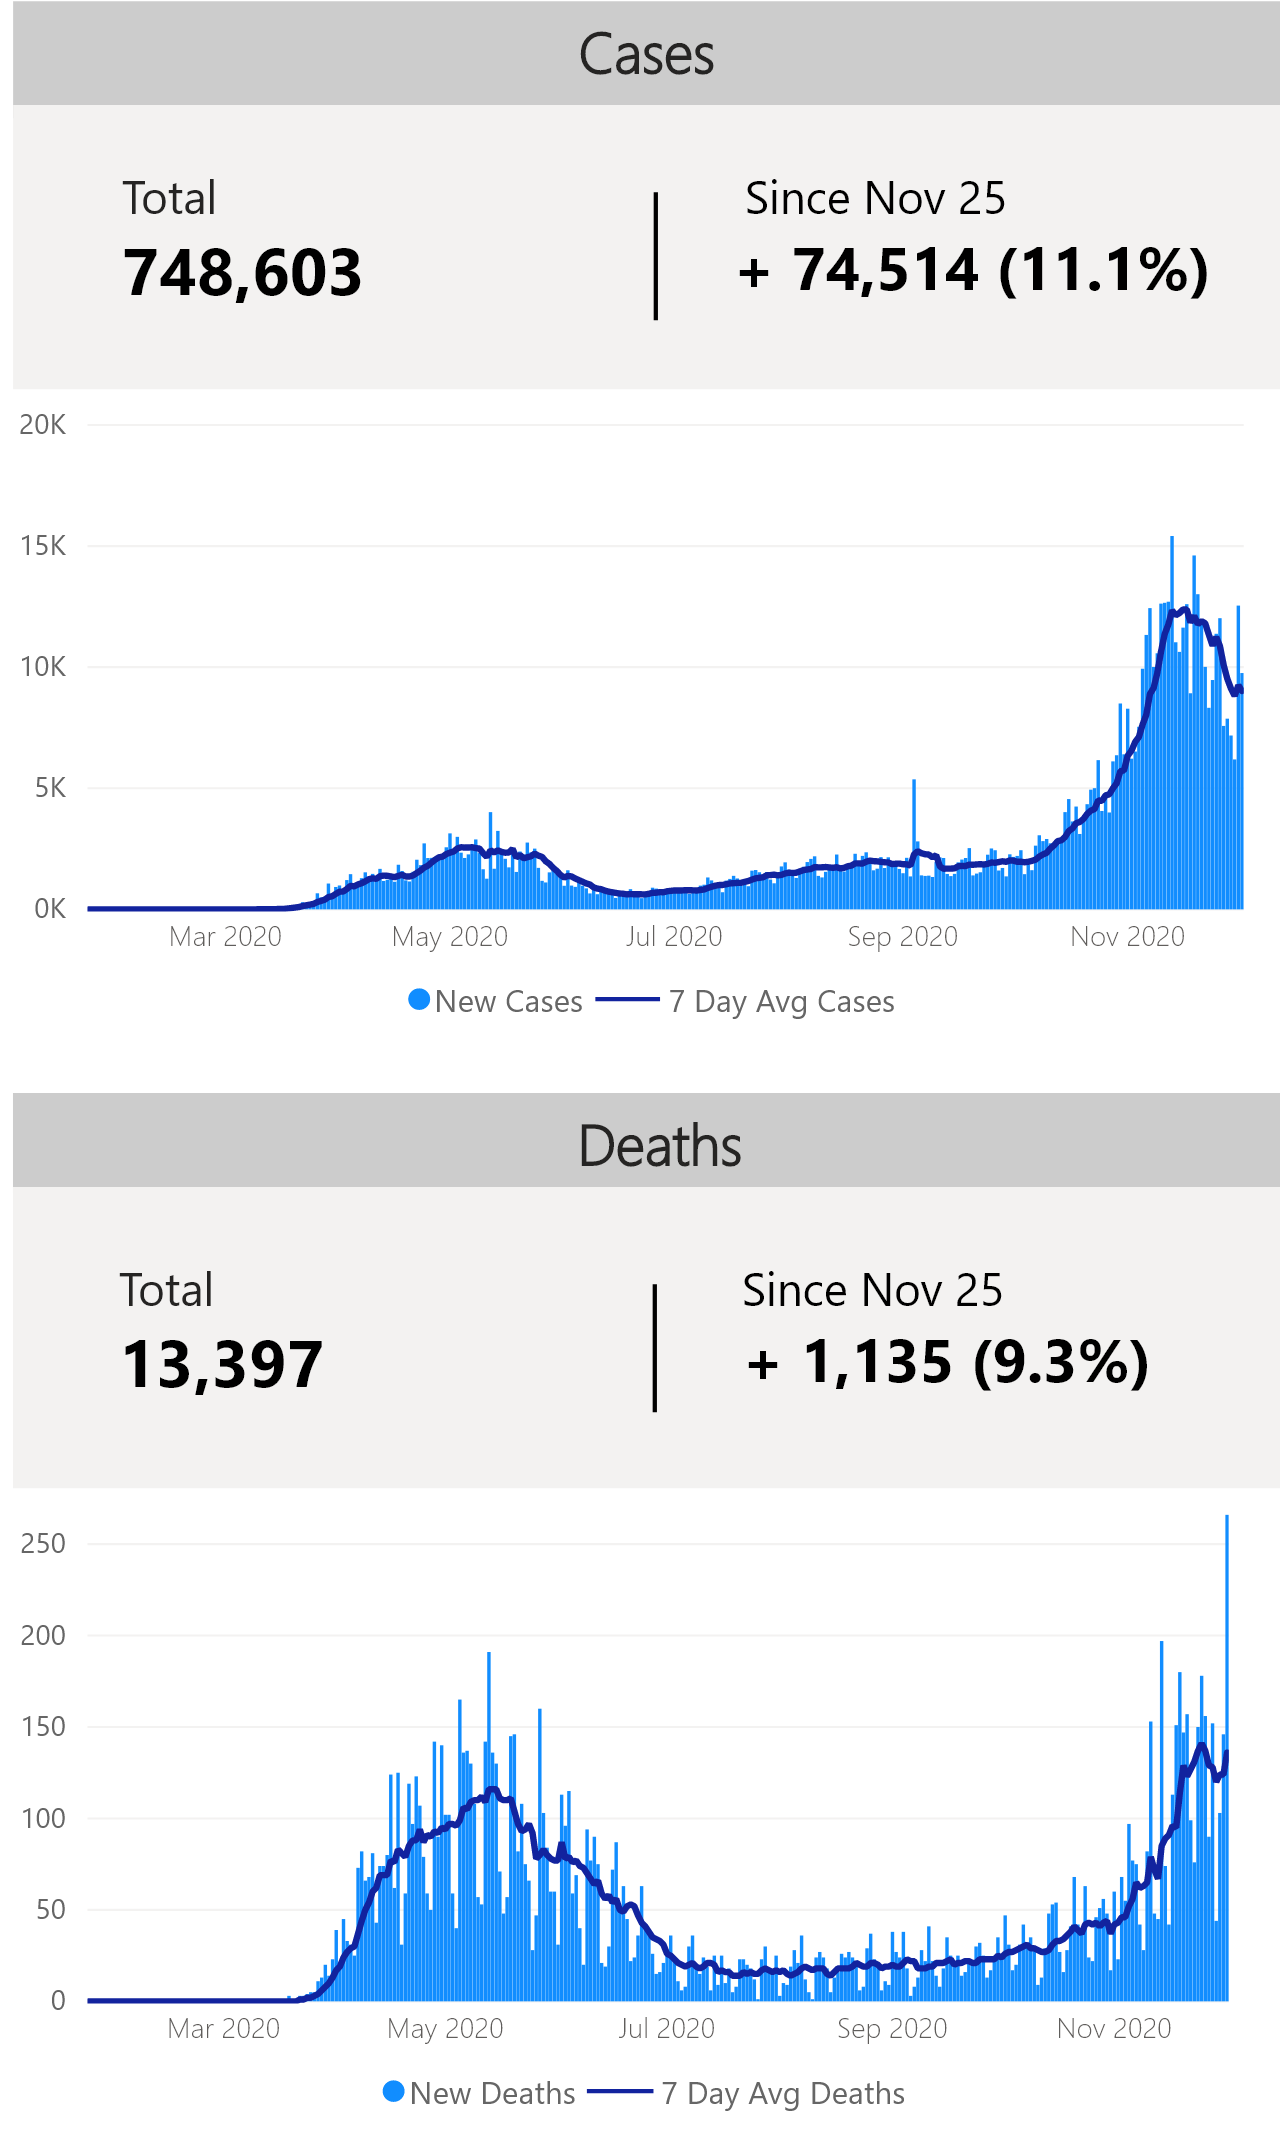 Cases
Total
Since Nov 25
748,603
+ 74,514 (11.1%)
20K
15K
10K
5K
0K
Mar 2020
May 2020
Jul 2020
Sep 2020
Nov 2020
New Cases
7 Day Avg Cases
Deaths
Total
Since Nov 25
13,397
+ 1,135 (9.3%)
250
200
150
100
50
0
Mar 2020
May 2020
Jul 2020
Sep 2020
Nov 2020
New Deaths
7 Day Avg Deaths